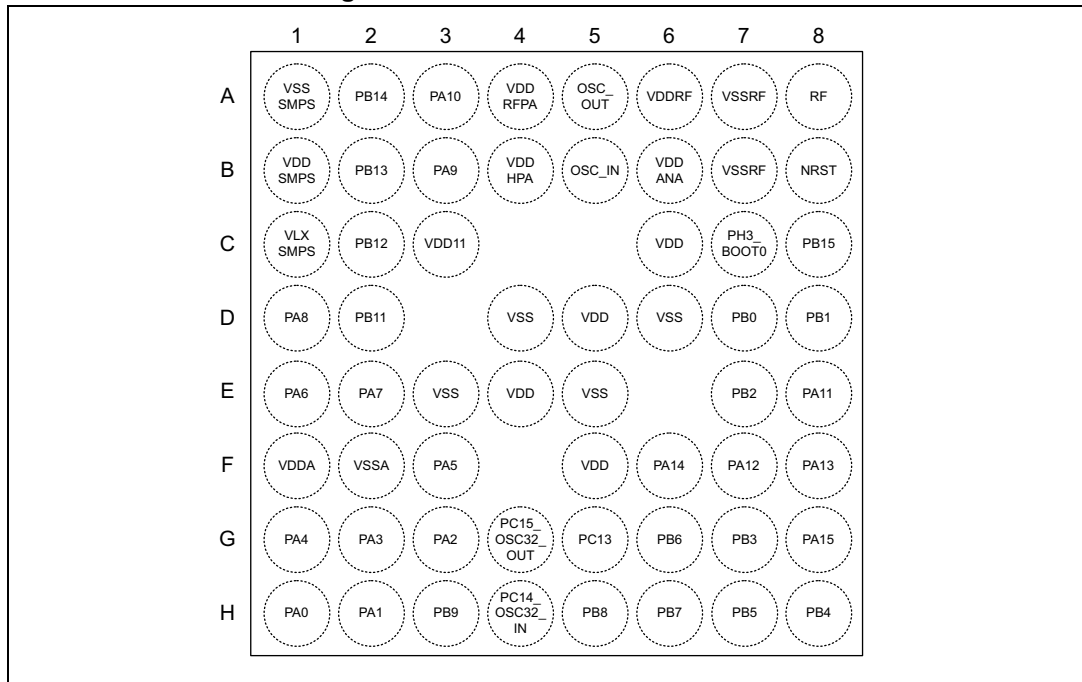 1 2 3 4 5 6 7 8
A VSS SMPS PB14 PA10 VDD RFPA OSC_ OUT VDDRF VSSRF RF
B VDD SMPS PB13 PA9 VDD HPA OSC_IN VDD ANA VSSRF NRST
C VLX SMPS PB12 VDD11 VDD PH3_ BOOT0 PB15
D PA8 PB11 VSS VDD VSS PB0 PB1
E PA6 PA7 VSS VDD VSS PB2 PA11
F VDDA VSSA PA5 VDD PA14 PA12 PA13
G PA4 PA3 PA2 PC15_ OSC32_ OUT PC13 PB6 PB3 PA15
H PA0 PA1 PB9 PC14_ OSC32_ IN PB8 PB7 PB5 PB4